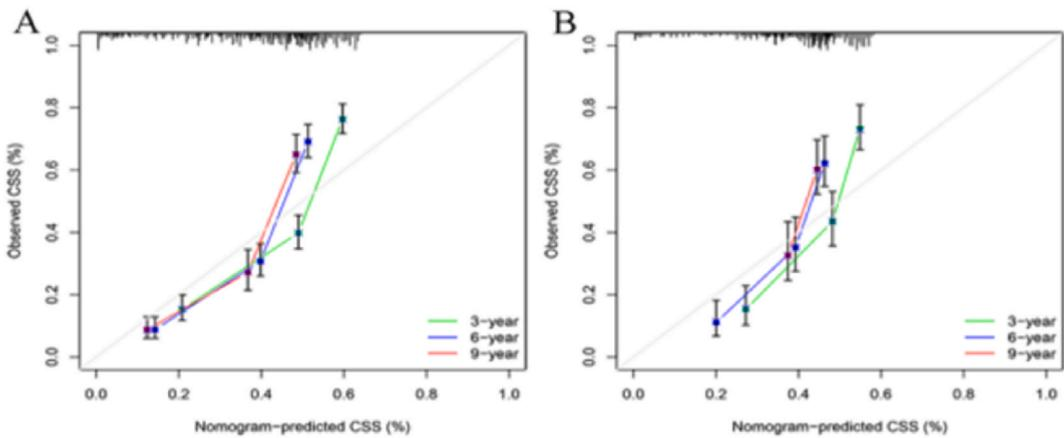 A
Observed CSS (%)
1.0
0.8
0.6
0.4
0.2
0.0
0.0 0.2 0.4 0.6 0.8 1.0
Nomogram-predicted CSS (%)
3-year
6-year
9-year
B
Observed CSS (%)
1.0
0.8
0.6
0.4
0.2
0.0
0.0 0.2 0.4 0.6 0.8 1.0
Nomogram-predicted CSS (%)
3-year
6-year
9-year